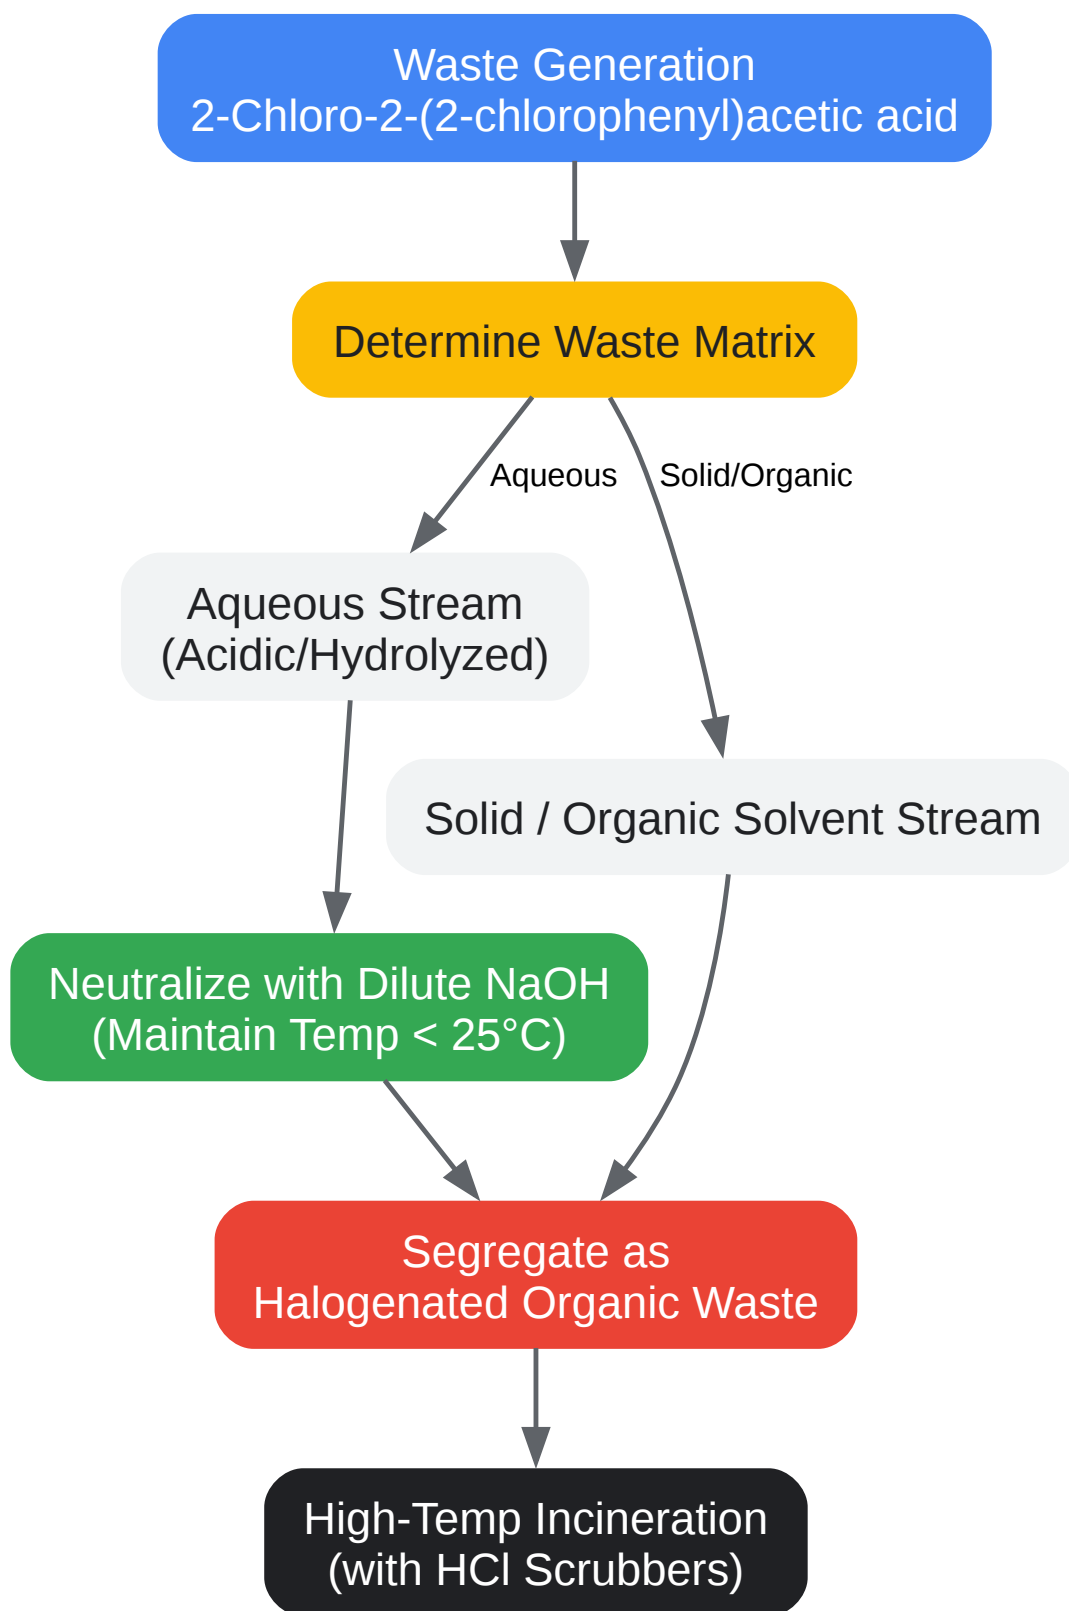 Waste Generation
2-Chloro-2-(2-chlorophenyl)acetic acid
Determine Waste Matrix
Aqueous
Solid/Organic
Aqueous Stream
(Acidic/Hydrolyzed)
Solid / Organic Solvent Stream
Neutralize with Dilute NaOH
(Maintain Temp < 25°C)
Segregate as
Halogenated Organic Waste
High-Temp Incineration
(with HCl Scrubbers)